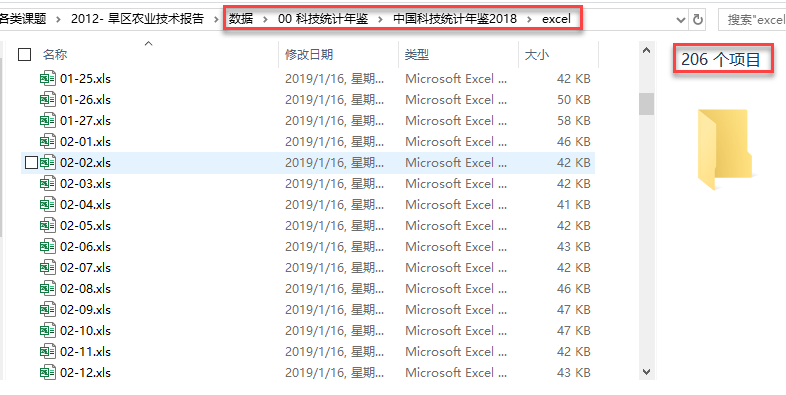 各类课题 › 2012- 旱区农业技术报告 › 数据 › 00 科技统计年鉴 › 中国科技统计年鉴2018 › excel
搜索"excel
名称 修改日期 类型 大小
206 个项目
01-25.xls 2019/1/16, 星期... Microsoft Excel ... 42 KB
01-26.xls 2019/1/16, 星期... Microsoft Excel ... 50 KB
01-27.xls 2019/1/16, 星期... Microsoft Excel ... 58 KB
02-01.xls 2019/1/16, 星期... Microsoft Excel ... 46 KB
02-02.xls 2019/1/16, 星期... Microsoft Excel ... 42 KB
02-03.xls 2019/1/16, 星期... Microsoft Excel ... 42 KB
02-04.xls 2019/1/16, 星期... Microsoft Excel ... 41 KB
02-05.xls 2019/1/16, 星期... Microsoft Excel ... 42 KB
02-06.xls 2019/1/16, 星期... Microsoft Excel ... 43 KB
02-07.xls 2019/1/16, 星期... Microsoft Excel ... 42 KB
02-08.xls 2019/1/16, 星期... Microsoft Excel ... 46 KB
02-09.xls 2019/1/16, 星期... Microsoft Excel ... 47 KB
02-10.xls 2019/1/16, 星期... Microsoft Excel ... 47 KB
02-11.xls 2019/1/16, 星期... Microsoft Excel ... 42 KB
02-12.xls 2019/1/16, 星期... Microsoft Excel ... 43 KB